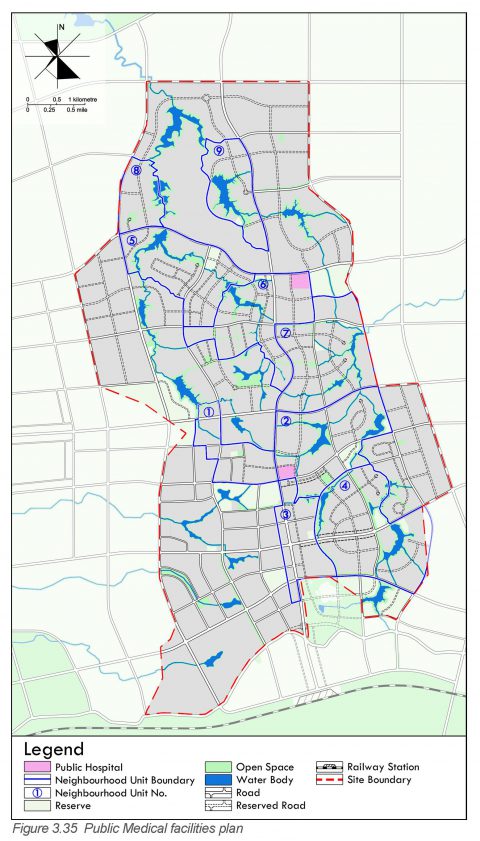 N
0 0.5 1 kilometre
0 0.25 0.5 mile
9
8
5
6
7
1
2
4
3
Legend
Public Hospital
Neighbourhood Unit Boundary
1 Neighbourhood Unit No.
Reserve
Open Space
Water Body
Road
Reserved Road
Railway Station
Site Boundary
Figure 3.35 Public Medical facilities plan